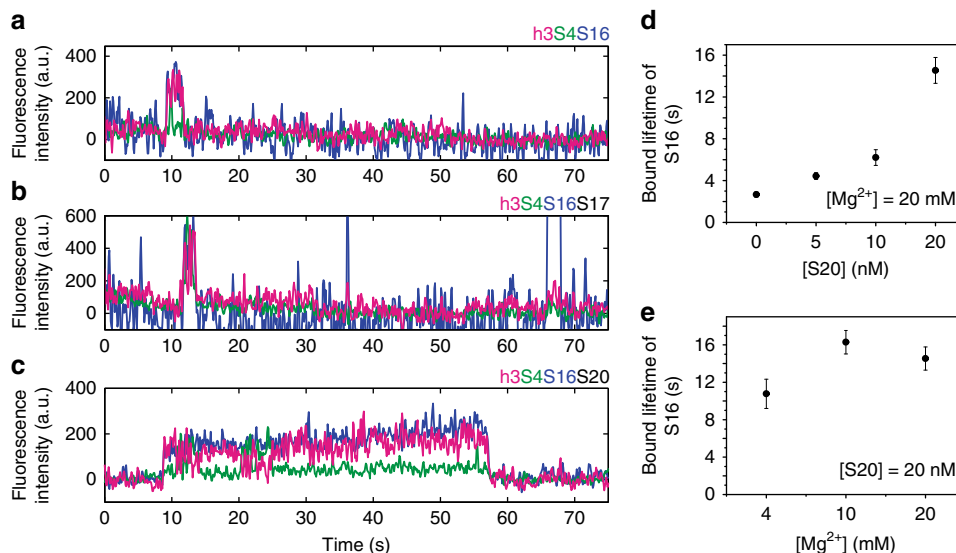 a
h3S4S16
Fluorescence
intensity (a.u.)
400
200
0
0 10 20 30 40 50 60 70
b
h3S4S16S17
Fluorescence
intensity (a.u.)
600
400
200
0
0 10 20 30 40 50 60 70
c
h3S4S16S20
Fluorescence
intensity (a.u.)
400
200
0
0 10 20 30 40 50 60 70
Time (s)
d
Bound lifetime of
S16 (s)
16
12
8
4
0
[Mg2+] = 20 mM
0 5 10 20
[S20] (nM)
e
Bound lifetime of
S16 (s)
16
12
8
4
0
[S20] = 20 nM
4 10 20
[Mg2+] (mM)